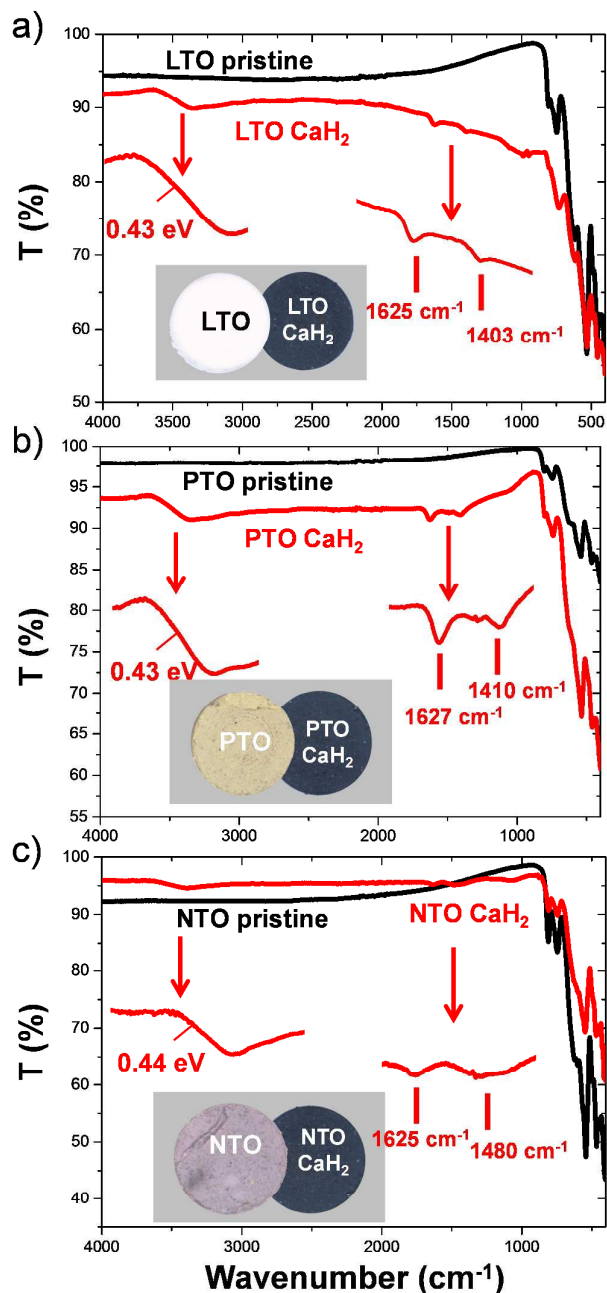 a)
100
90
80
70
60
50
T (%)
LTO pristine
LTO CaH₂
0.43 eV
1625 cm⁻¹
1403 cm⁻¹
LTO
LTO
CaH₂
4000 3500 3000 2500 2000 1500 1000 500
b)
100
95
90
85
80
75
70
65
60
55
T (%)
PTO pristine
PTO CaH₂
0.43 eV
1410 cm⁻¹
1627 cm⁻¹
PTO
PTO
CaH₂
4000 3000 2000 1000
c)
100
90
80
70
60
50
40
T (%)
NTO pristine
NTO CaH₂
0.44 eV
1625 cm⁻¹
1480 cm⁻¹
NTO
NTO
CaH₂
4000 3000 2000 1000
Wavenumber (cm⁻¹)